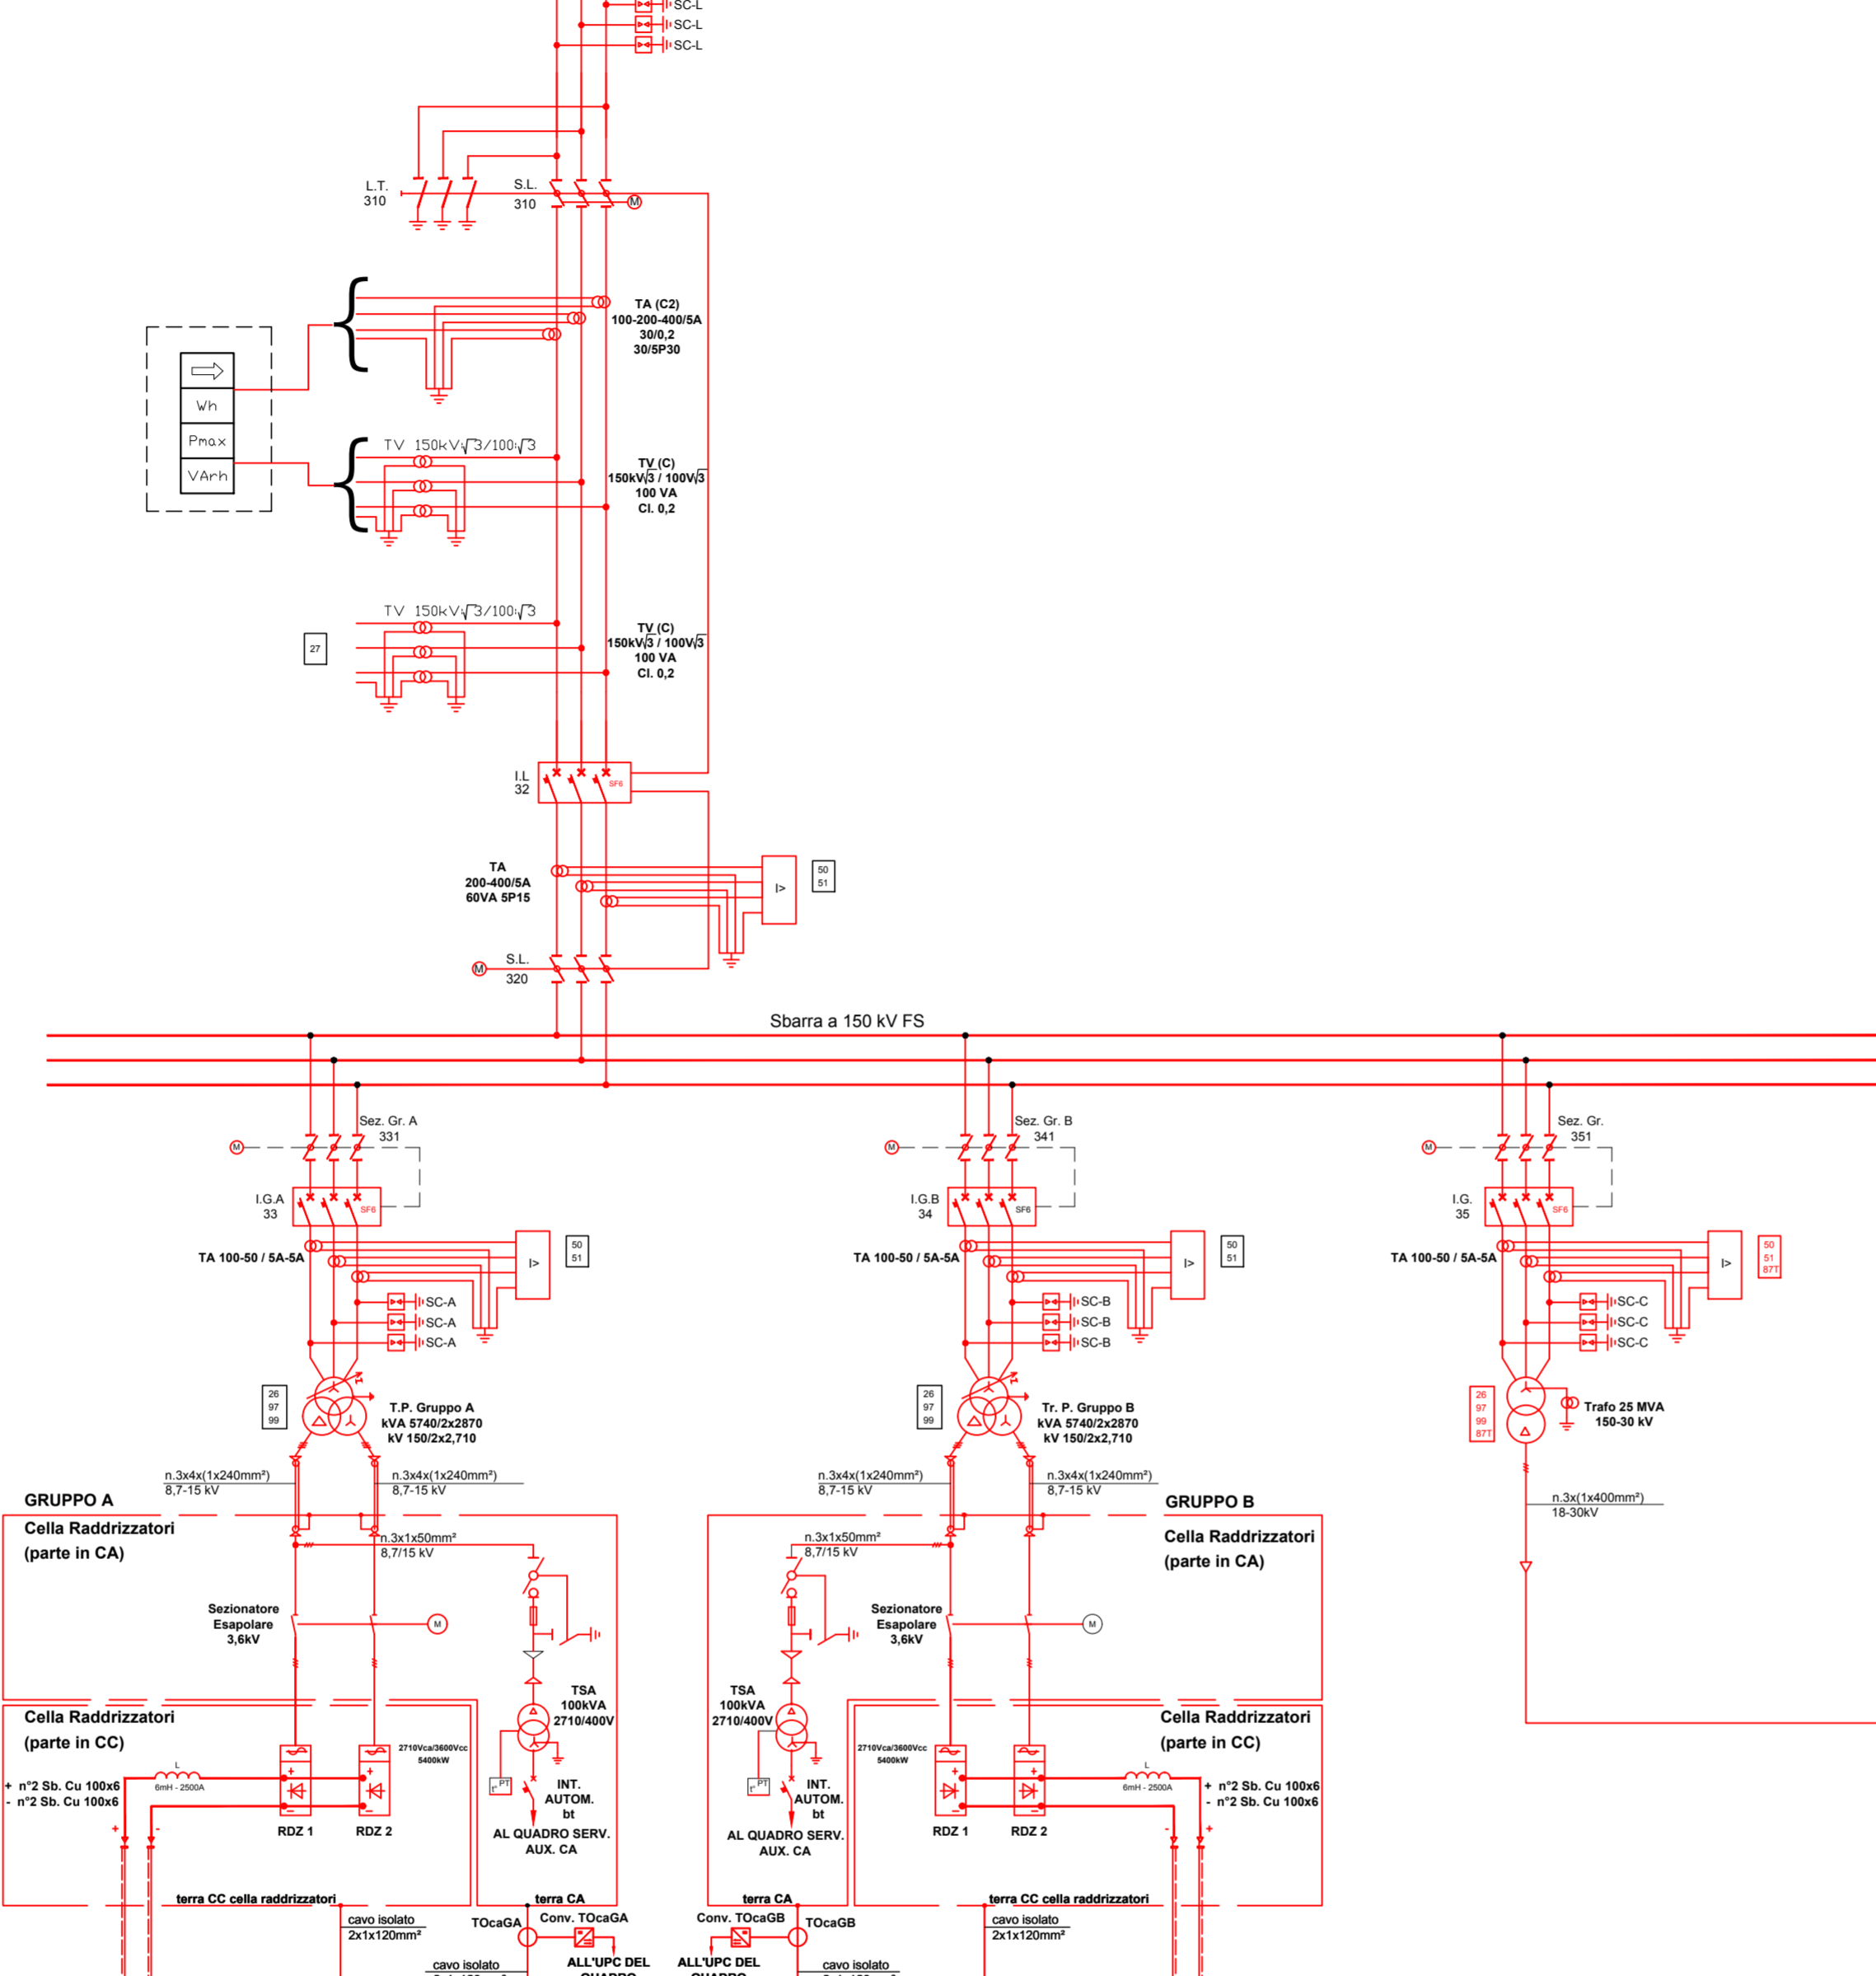 SC-L
SC-L
SC-L
L.T.
310
S.L.
310
M
TA (C2)
100-200-400/5A
30/0,2
30/5P30
Wh
Pmax
VArh
TV 150kV:√3/100:√3
TV (C)
150kV√3 / 100V√3
100 VA
Cl. 0,2
TV 150kV:√3/100:√3
27
TV (C)
150kV√3 / 100V√3
100 VA
Cl. 0,2
I.L
32
SF6
TA
200-400/5A
60VA 5P15
I>
50
51
M
S.L.
320
Sbarra a 150 kV FS
Sez. Gr. A
331
M
I.G.A
33
SF6
TA 100-50 / 5A-5A
I>
50
51
SC-A
SC-A
SC-A
26
97
99
T.P. Gruppo A
kVA 5740/2x2870
kV 150/2x2,710
n.3x4x(1x240mm²)
8,7-15 kV
n.3x4x(1x240mm²)
8,7-15 kV
Sez. Gr. B
341
M
I.G.B
34
SF6
TA 100-50 / 5A-5A
I>
50
51
SC-B
SC-B
SC-B
26
97
99
Tr. P. Gruppo B
kVA 5740/2x2870
kV 150/2x2,710
n.3x4x(1x240mm²)
8,7-15 kV
n.3x4x(1x240mm²)
8,7-15 kV
Sez. Gr.
351
M
I.G.
35
SF6
TA 100-50 / 5A-5A
I>
50
51
87T
SC-C
SC-C
SC-C
26
97
99
87T
Trafo 25 MVA
150-30 kV
n.3x(1x400mm²)
18-30kV
GRUPPO A
Cella Raddrizzatori
(parte in CA)
n.3x1x50mm²
8,7/15 kV
Sezionatore
Esapolare
3,6kV
M
TSA
100kVA
2710/400V
t° PT
INT.
AUTOM.
bt
AL QUADRO SERV.
AUX. CA
Cella Raddrizzatori
(parte in CC)
2710Vca/3600Vcc
5400kW
L
6mH - 2500A
+ n°2 Sb. Cu 100x6
- n°2 Sb. Cu 100x6
+
-
+
-
RDZ 1
RDZ 2
terra CC cella raddrizzatori
terra CA
cavo isolato
2x1x120mm²
TOcaGA
Conv. TOcaGA
cavo isolato
ALL'UPC DEL
QUADRO
GRUPPO B
Cella Raddrizzatori
(parte in CA)
n.3x1x50mm²
8,7/15 kV
Sezionatore
Esapolare
3,6kV
M
TSA
100kVA
2710/400V
t° PT
INT.
AUTOM.
bt
AL QUADRO SERV.
AUX. CA
Cella Raddrizzatori
(parte in CC)
2710Vca/3600Vcc
5400kW
L
6mH - 2500A
+ n°2 Sb. Cu 100x6
- n°2 Sb. Cu 100x6
+
-
-
+
RDZ 1
RDZ 2
terra CA
terra CC cella raddrizzatori
Conv. TOcaGB
TOcaGB
cavo isolato
2x1x120mm²
ALL'UPC DEL
QUADRO
cavo isolato